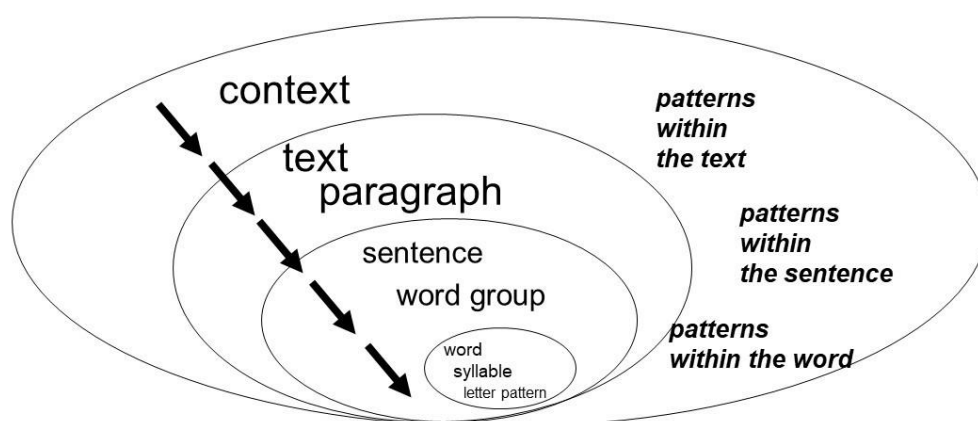 context
text
paragraph
sentence
word group
word
syllable
letter pattern
patterns
within
the text
patterns
within
the sentence
patterns
within the word